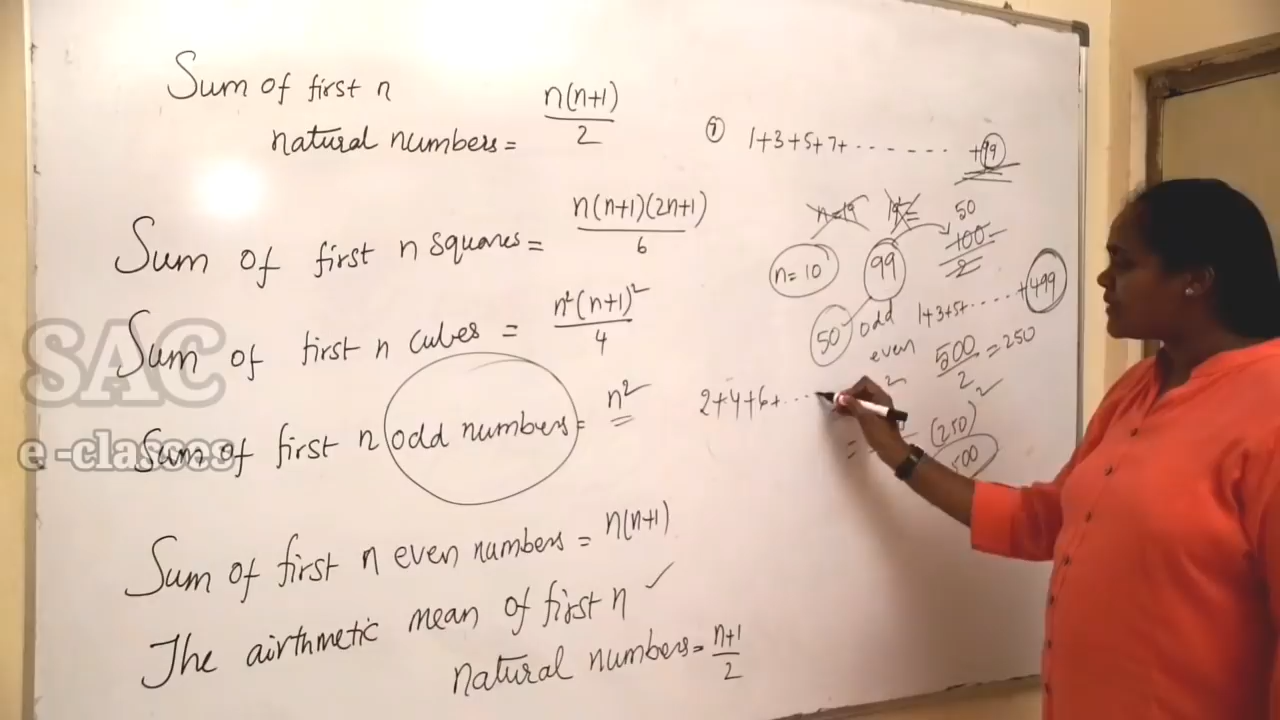 Sum of first n
natural numbers = n(n+1)/2
Sum of first n squares = n(n+1)(2n+1)/6
Sum of first n cubes = n²(n+1)²/4
Sum of first n odd numbers = n²
Sum of first n even numbers = n(n+1)
The airthmetic mean of first n ✓
natural numbers = n+1/2
① 1+3+5+7+ - - - - - - +99
n=19 19²=
50
n=10 99 100/2
50 odd 1+3+5+ ..... +499
even 500/2 = 250
2+4+6+ ...
(250)²
SAC
e-classes